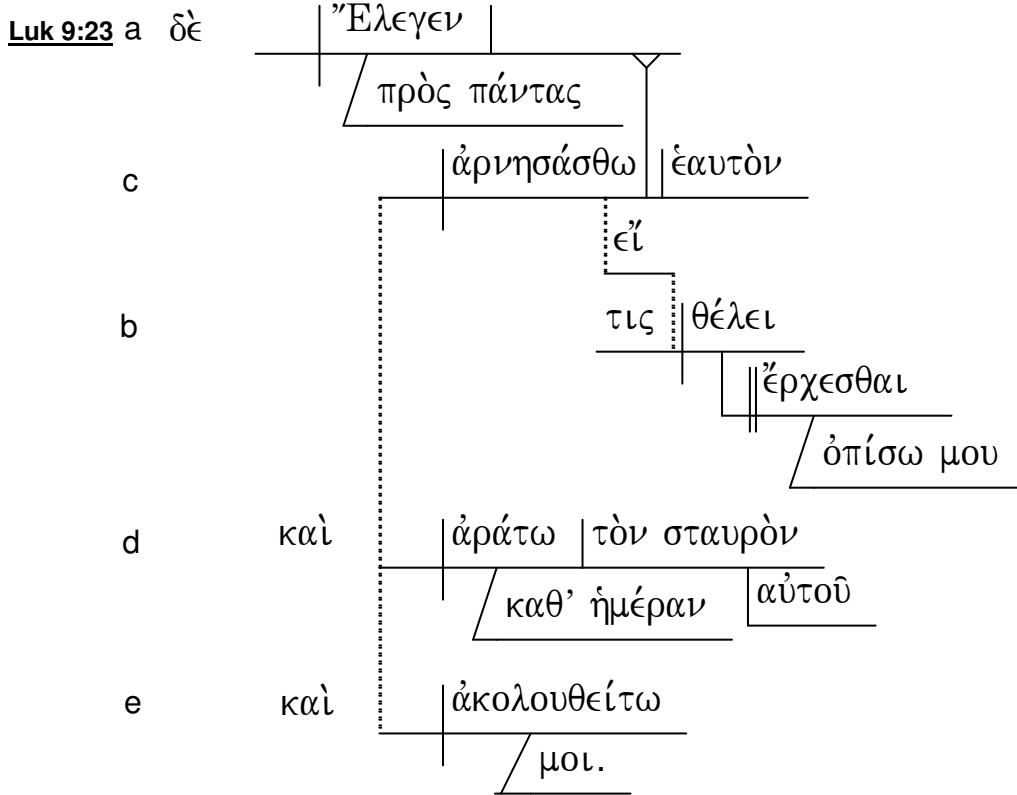 Luk 9:23 a δὲ Ἔλεγεν
πρὸς πάντας
c ἀρνησάσθω ἑαυτὸν
εἴ
b τις θέλει
ἔρχεσθαι
ὀπίσω μου
d καὶ ἀράτω τὸν σταυρὸν
καθ’ ἡμέραν αὐτοῦ
e καὶ ἀκολουθείτω
μοι.